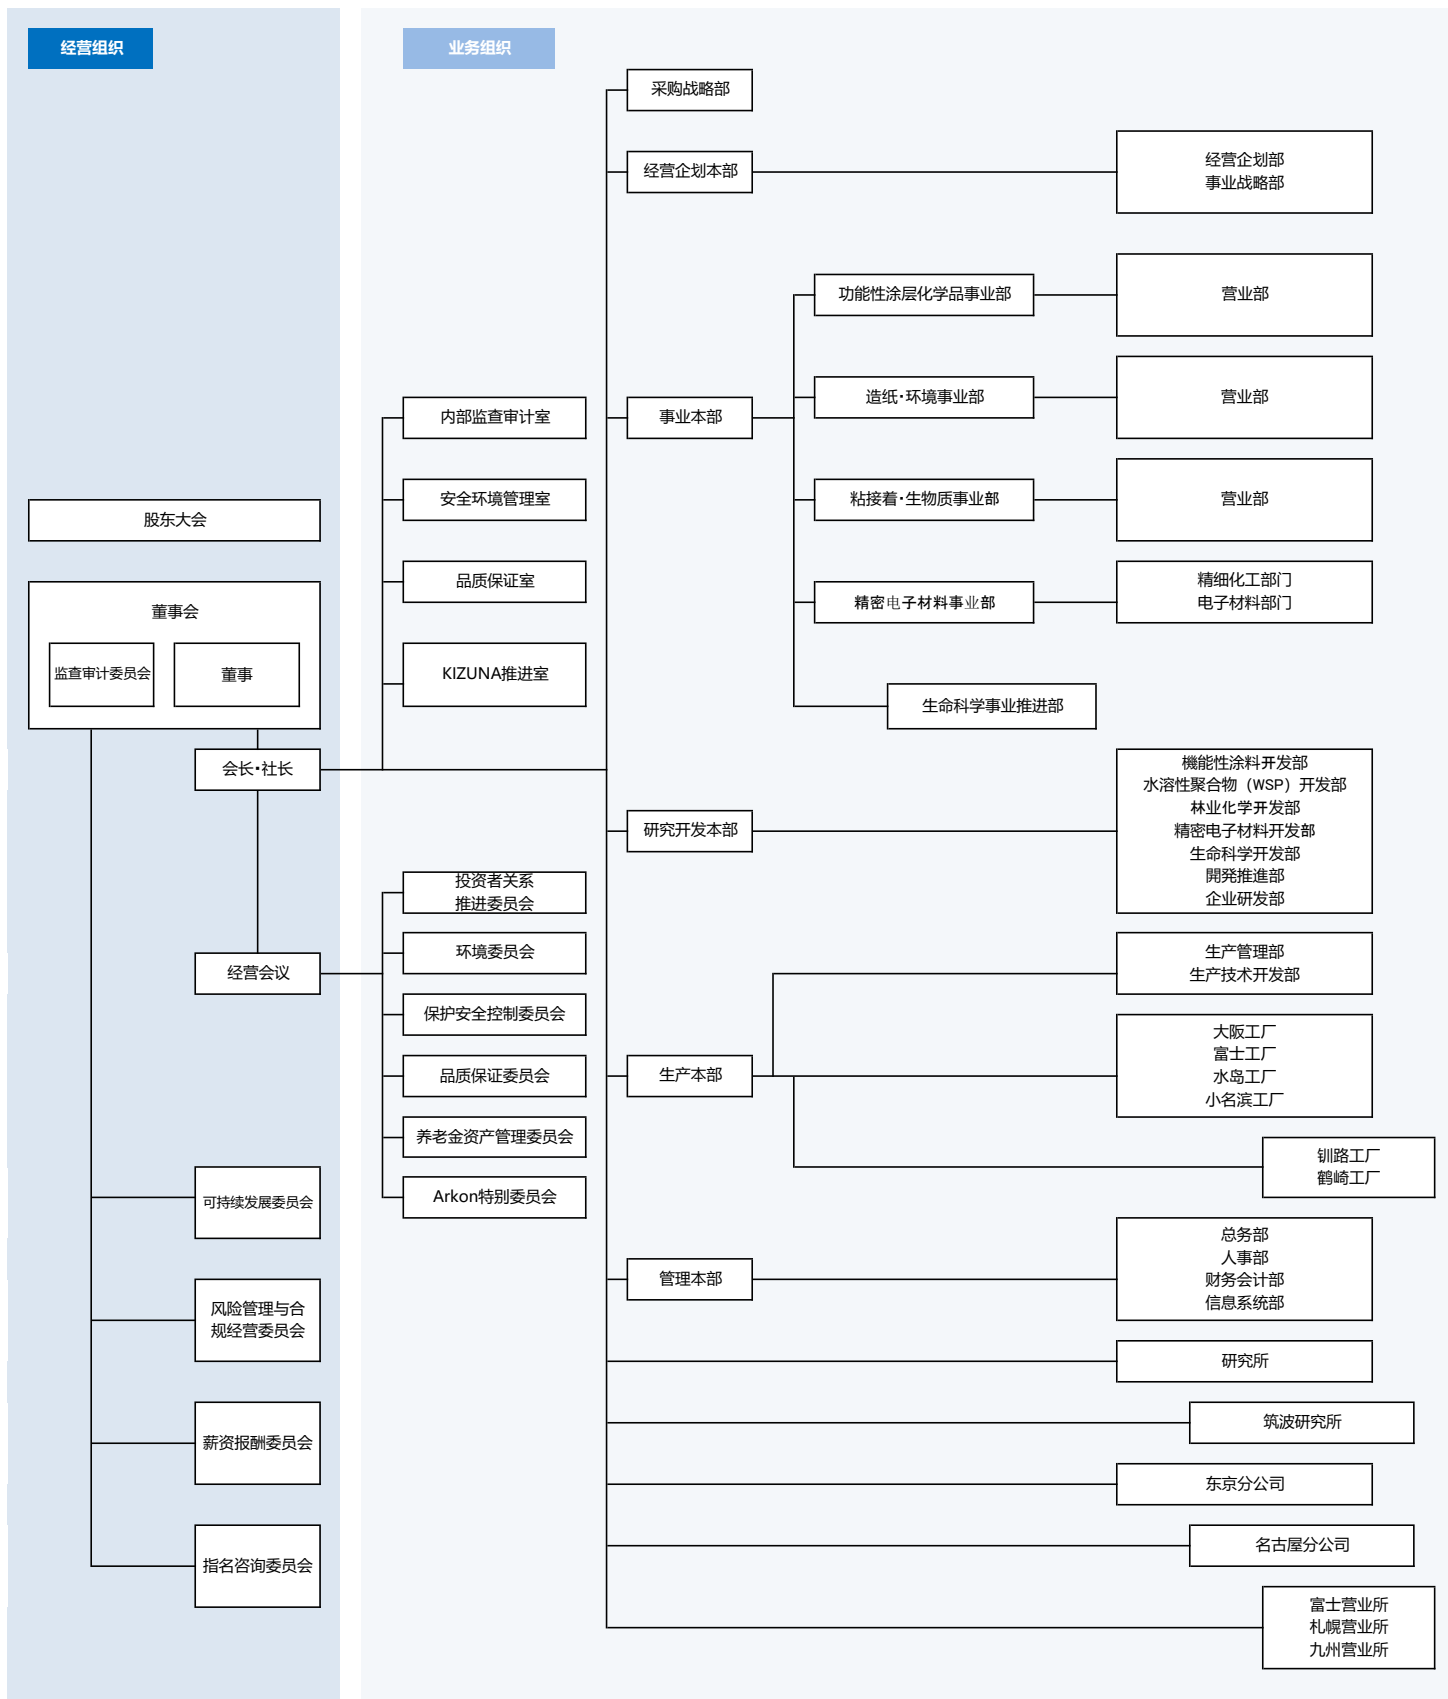 经营组织
股东大会
董事会
监查审计委员会
董事
会长·社长
经营会议
可持续发展委员会
风险管理与合
规经营委员会
薪资报酬委员会
指名咨询委员会
业务组织
内部监查审计室
安全环境管理室
品质保证室
KIZUNA推进室
投资者关系
推进委员会
环境委员会
保护安全控制委员会
品质保证委员会
养老金资产管理委员会
Arkon特别委员会
采购战略部
经营企划本部
经营企划部
事业战略部
事业本部
功能性涂层化学品事业部
营业部
造纸·环境事业部
营业部
粘接着·生物质事业部
营业部
精密电子材料事业部
精细化工部门
电子材料部门
生命科学事业推进部
研究开发本部
機能性涂料开发部
水溶性聚合物（WSP）开发部
林业化学开发部
精密电子材料开发部
生命科学开发部
開発推進部
企业研发部
生产本部
生产管理部
生产技术开发部
大阪工厂
富士工厂
水岛工厂
小名滨工厂
钏路工厂
鹤崎工厂
管理本部
总务部
人事部
财务会计部
信息系统部
研究所
筑波研究所
东京分公司
名古屋分公司
富士营业所
札幌营业所
九州营业所